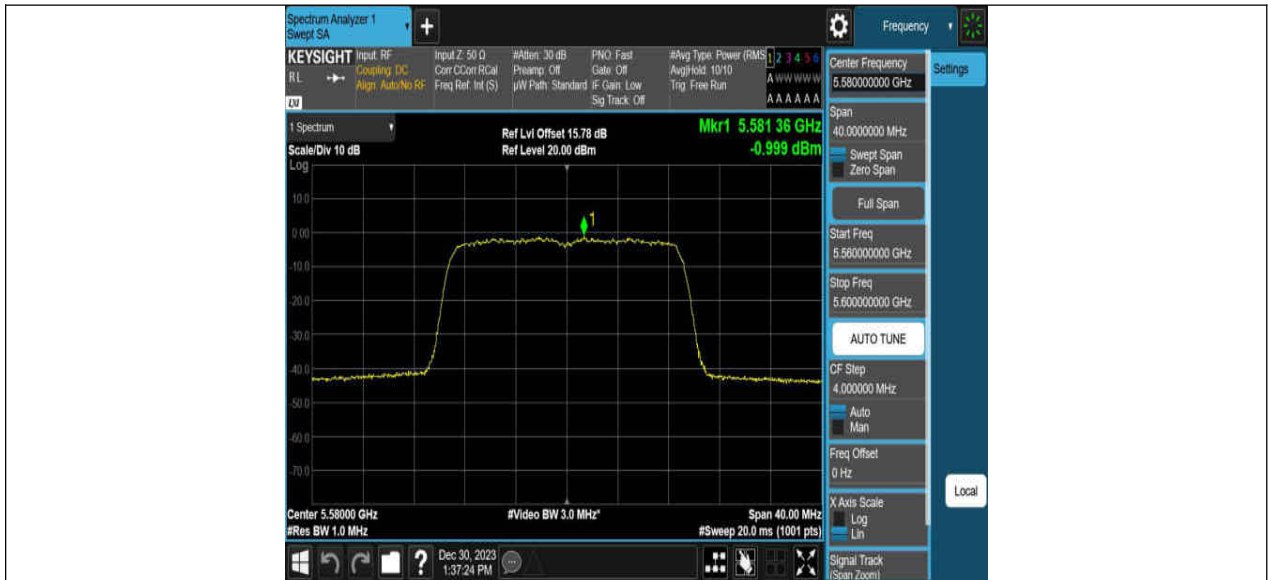 Spectrum Analyzer 1
Swept SA
+
Frequency
KEYSIGHT
RL
Input: RF
Coupling: DC
Align: Auto/No RF
Input Z: 50 Ω
Corr CCorr RCal
Freq Ref: Int (S)
#Atten: 30 dB
Preamp: Off
µW Path: Standard
PNO: Fast
Gate: Off
IF Gain: Low
Sig Track: Off
#Avg Type: Power (RMS
Avg|Hold: 10/10
Trig: Free Run
1 2 3 4 5 6
A W W W W W
A A A A A A
1 Spectrum
Scale/Div 10 dB
Log
Ref Lvl Offset 15.78 dB
Ref Level 20.00 dBm
Mkr1 5.581 36 GHz
-0.999 dBm
10.0
0.00
-10.0
-20.0
-30.0
-40.0
-50.0
-60.0
-70.0
1
Center 5.58000 GHz
#Res BW 1.0 MHz
#Video BW 3.0 MHz*
Span 40.00 MHz
#Sweep 20.0 ms (1001 pts)
Center Frequency
5.580000000 GHz
Settings
Span
40.0000000 MHz
Swept Span
Zero Span
Full Span
Start Freq
5.560000000 GHz
Stop Freq
5.600000000 GHz
AUTO TUNE
CF Step
4.000000 MHz
Auto
Man
Freq Offset
0 Hz
X Axis Scale
Log
Lin
Local
Signal Track
(Span Zoom)
?
Dec 30, 2023
1:37:24 PM